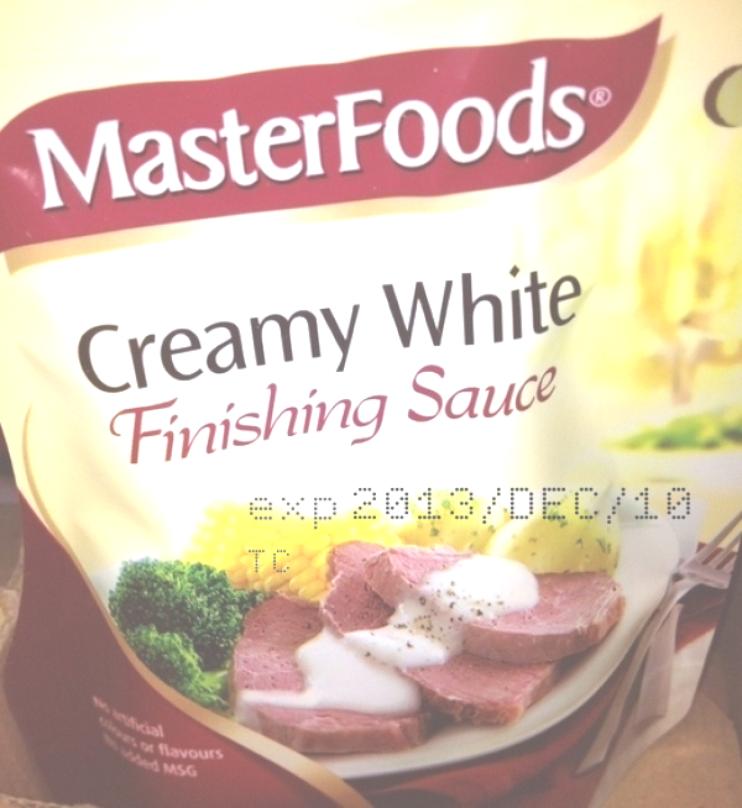 MasterFoods®
Creamy White
Finishing Sauce
exp 2013/DEC/10
TC
No artificial
colours or flavours
No added MSG